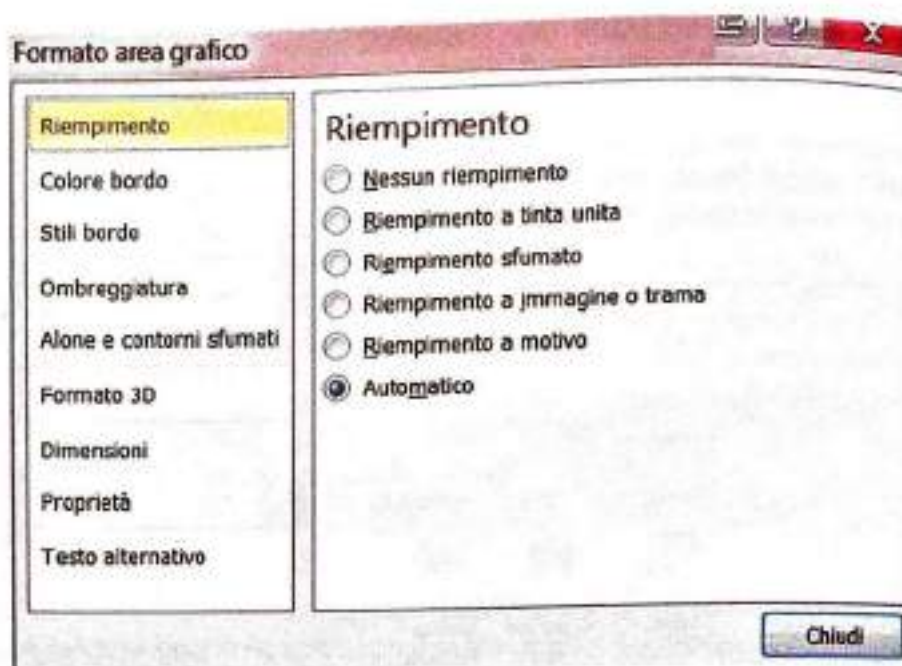 Formato area grafico
Riempimento
Colore bordo
Stili bordo
Ombreggiatura
Alone e contorni sfumati
Formato 3D
Dimensioni
Proprietà
Testo alternativo
Riempimento
Nessun riempimento
Riempimento a tinta unita
Riempimento sfumato
Riempimento a immagine o trama
Riempimento a motivo
Automatico
Chiudi